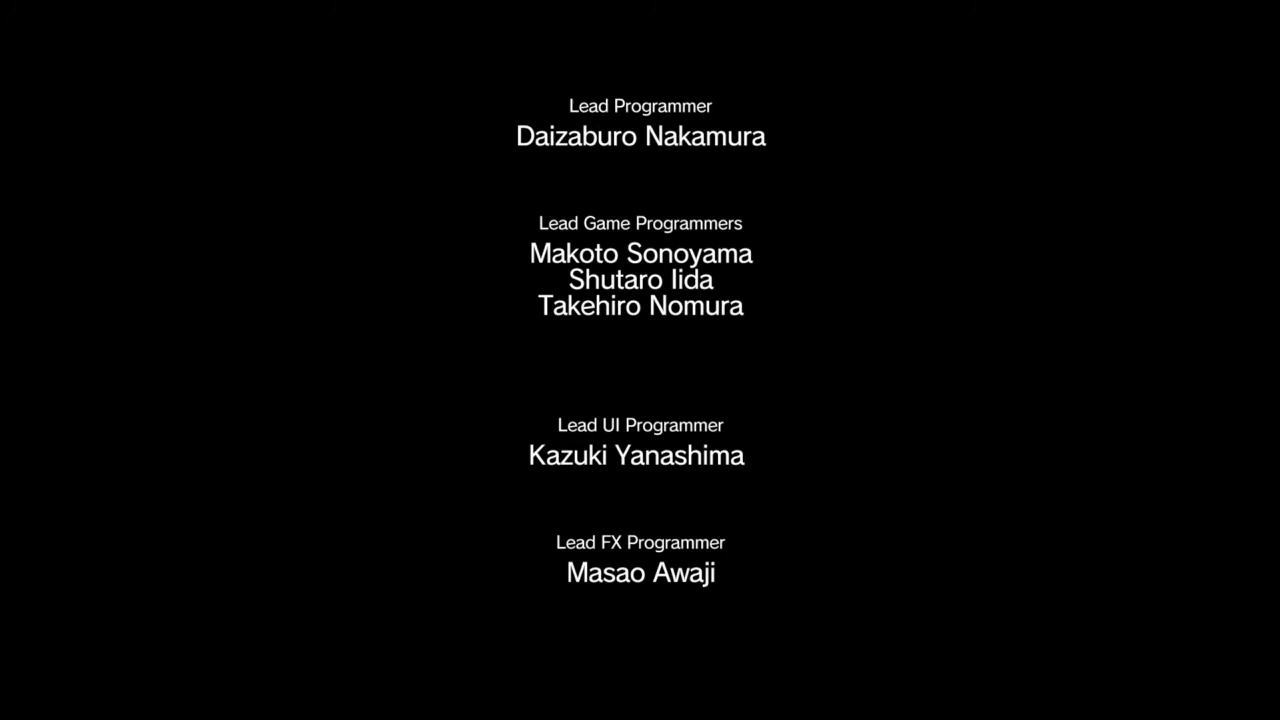 Lead Programmer
Daizaburo Nakamura
Lead Game Programmers
Makoto Sonoyama
Shutaro Iida
Takehiro Nomura
Lead UI Programmer
Kazuki Yanashima
Lead FX Programmer
Masao Awaji